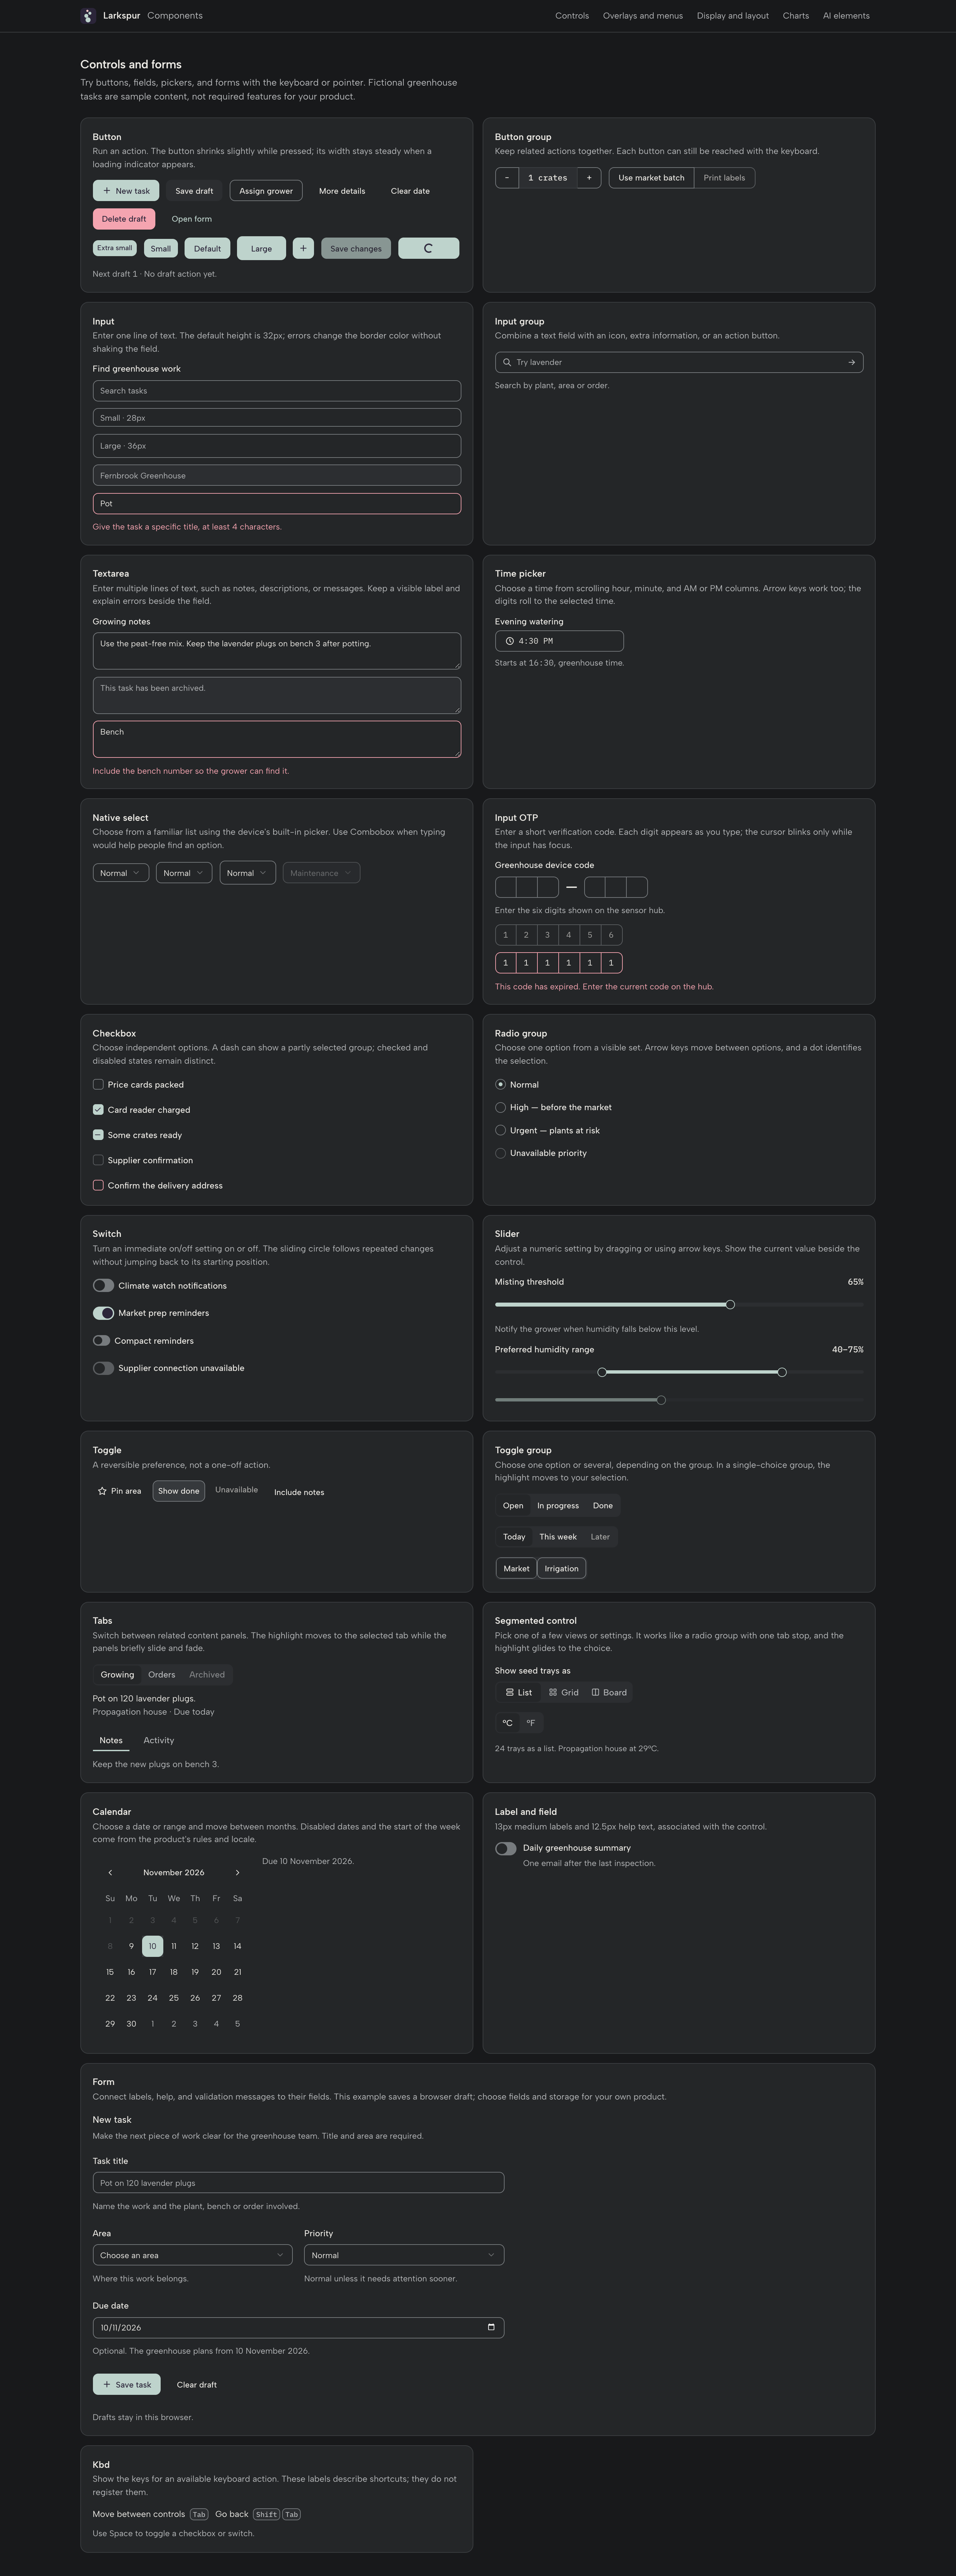 Larkspur Components
Controls Overlays and menus Display and layout Charts AI elements
Controls and forms
Try buttons, fields, pickers, and forms with the keyboard or pointer. Fictional greenhouse
tasks are sample content, not required features for your product.
Button
Run an action. The button shrinks slightly while pressed; its width stays steady when a
loading indicator appears.
New task Save draft Assign grower More details Clear date
Delete draft Open form
Extra small Small Default Large + Save changes
Next draft 1 · No draft action yet.
Button group
Keep related actions together. Each button can still be reached with the keyboard.
- 1 crates + Use market batch Print labels
Input
Enter one line of text. The default height is 32px; errors change the border color without
shaking the field.
Find greenhouse work
Search tasks
Small · 28px
Large · 36px
Fernbrook Greenhouse
Pot
Give the task a specific title, at least 4 characters.
Input group
Combine a text field with an icon, extra information, or an action button.
Try lavender
Search by plant, area or order.
Textarea
Enter multiple lines of text, such as notes, descriptions, or messages. Keep a visible label and
explain errors beside the field.
Growing notes
Use the peat-free mix. Keep the lavender plugs on bench 3 after potting.
This task has been archived.
Bench
Include the bench number so the grower can find it.
Time picker
Choose a time from scrolling hour, minute, and AM or PM columns. Arrow keys work too; the
digits roll to the selected time.
Evening watering
4:30 PM
Starts at 16:30, greenhouse time.
Native select
Choose from a familiar list using the device's built-in picker. Use Combobox when typing
would help people find an option.
Normal Normal Normal Maintenance
Input OTP
Enter a short verification code. Each digit appears as you type; the cursor blinks only while
the input has focus.
Greenhouse device code
Enter the six digits shown on the sensor hub.
1 2 3 4 5 6
1 1 1 1 1 1
This code has expired. Enter the current code on the hub.
Checkbox
Choose independent options. A dash can show a partly selected group; checked and
disabled states remain distinct.
Price cards packed
Card reader charged
Some crates ready
Supplier confirmation
Confirm the delivery address
Radio group
Choose one option from a visible set. Arrow keys move between options, and a dot identifies
the selection.
Normal
High — before the market
Urgent — plants at risk
Unavailable priority
Switch
Turn an immediate on/off setting on or off. The sliding circle follows repeated changes
without jumping back to its starting position.
Climate watch notifications
Market prep reminders
Compact reminders
Supplier connection unavailable
Slider
Adjust a numeric setting by dragging or using arrow keys. Show the current value beside the
control.
Misting threshold 65%
Notify the grower when humidity falls below this level.
Preferred humidity range 40–75%
Toggle
A reversible preference, not a one-off action.
Pin area Show done Unavailable Include notes
Toggle group
Choose one option or several, depending on the group. In a single-choice group, the
highlight moves to your selection.
Open In progress Done
Today This week Later
Market Irrigation
Tabs
Switch between related content panels. The highlight moves to the selected tab while the
panels briefly slide and fade.
Growing Orders Archived
Pot on 120 lavender plugs.
Propagation house · Due today
Notes Activity
Keep the new plugs on bench 3.
Segmented control
Pick one of a few views or settings. It works like a radio group with one tab stop, and the
highlight glides to the choice.
Show seed trays as
List Grid Board
°C °F
24 trays as a list. Propagation house at 29°C.
Calendar
Choose a date or range and move between months. Disabled dates and the start of the week
come from the product's rules and locale.
November 2026
Su Mo Tu We Th Fr Sa
1 2 3 4 5 6 7
8 9 10 11 12 13 14
15 16 17 18 19 20 21
22 23 24 25 26 27 28
29 30 1 2 3 4 5
Due 10 November 2026.
Label and field
13px medium labels and 12.5px help text, associated with the control.
Daily greenhouse summary
One email after the last inspection.
Form
Connect labels, help, and validation messages to their fields. This example saves a browser draft; choose fields and storage for your own product.
New task
Make the next piece of work clear for the greenhouse team. Title and area are required.
Task title
Pot on 120 lavender plugs
Name the work and the plant, bench or order involved.
Area Priority
Choose an area Normal
Where this work belongs. Normal unless it needs attention sooner.
Due date
10/11/2026
Optional. The greenhouse plans from 10 November 2026.
Save task Clear draft
Drafts stay in this browser.
Kbd
Show the keys for an available keyboard action. These labels describe shortcuts; they do not
register them.
Move between controls Tab Go back Shift Tab
Use Space to toggle a checkbox or switch.